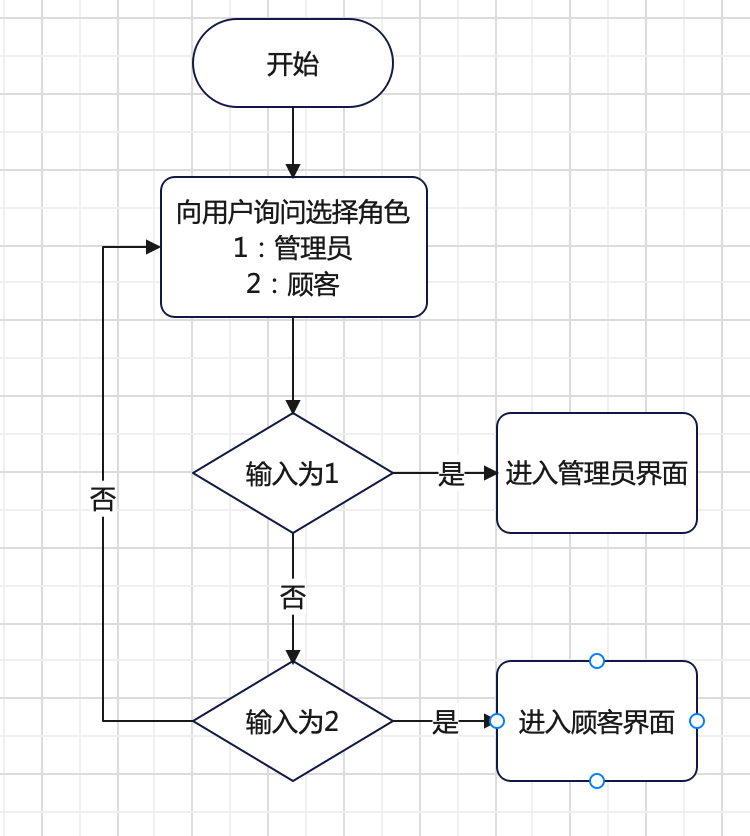 开始
向用户询问选择角色
1：管理员
2：顾客
输入为1
是
进入管理员界面
否
否
输入为2
是
进入顾客界面